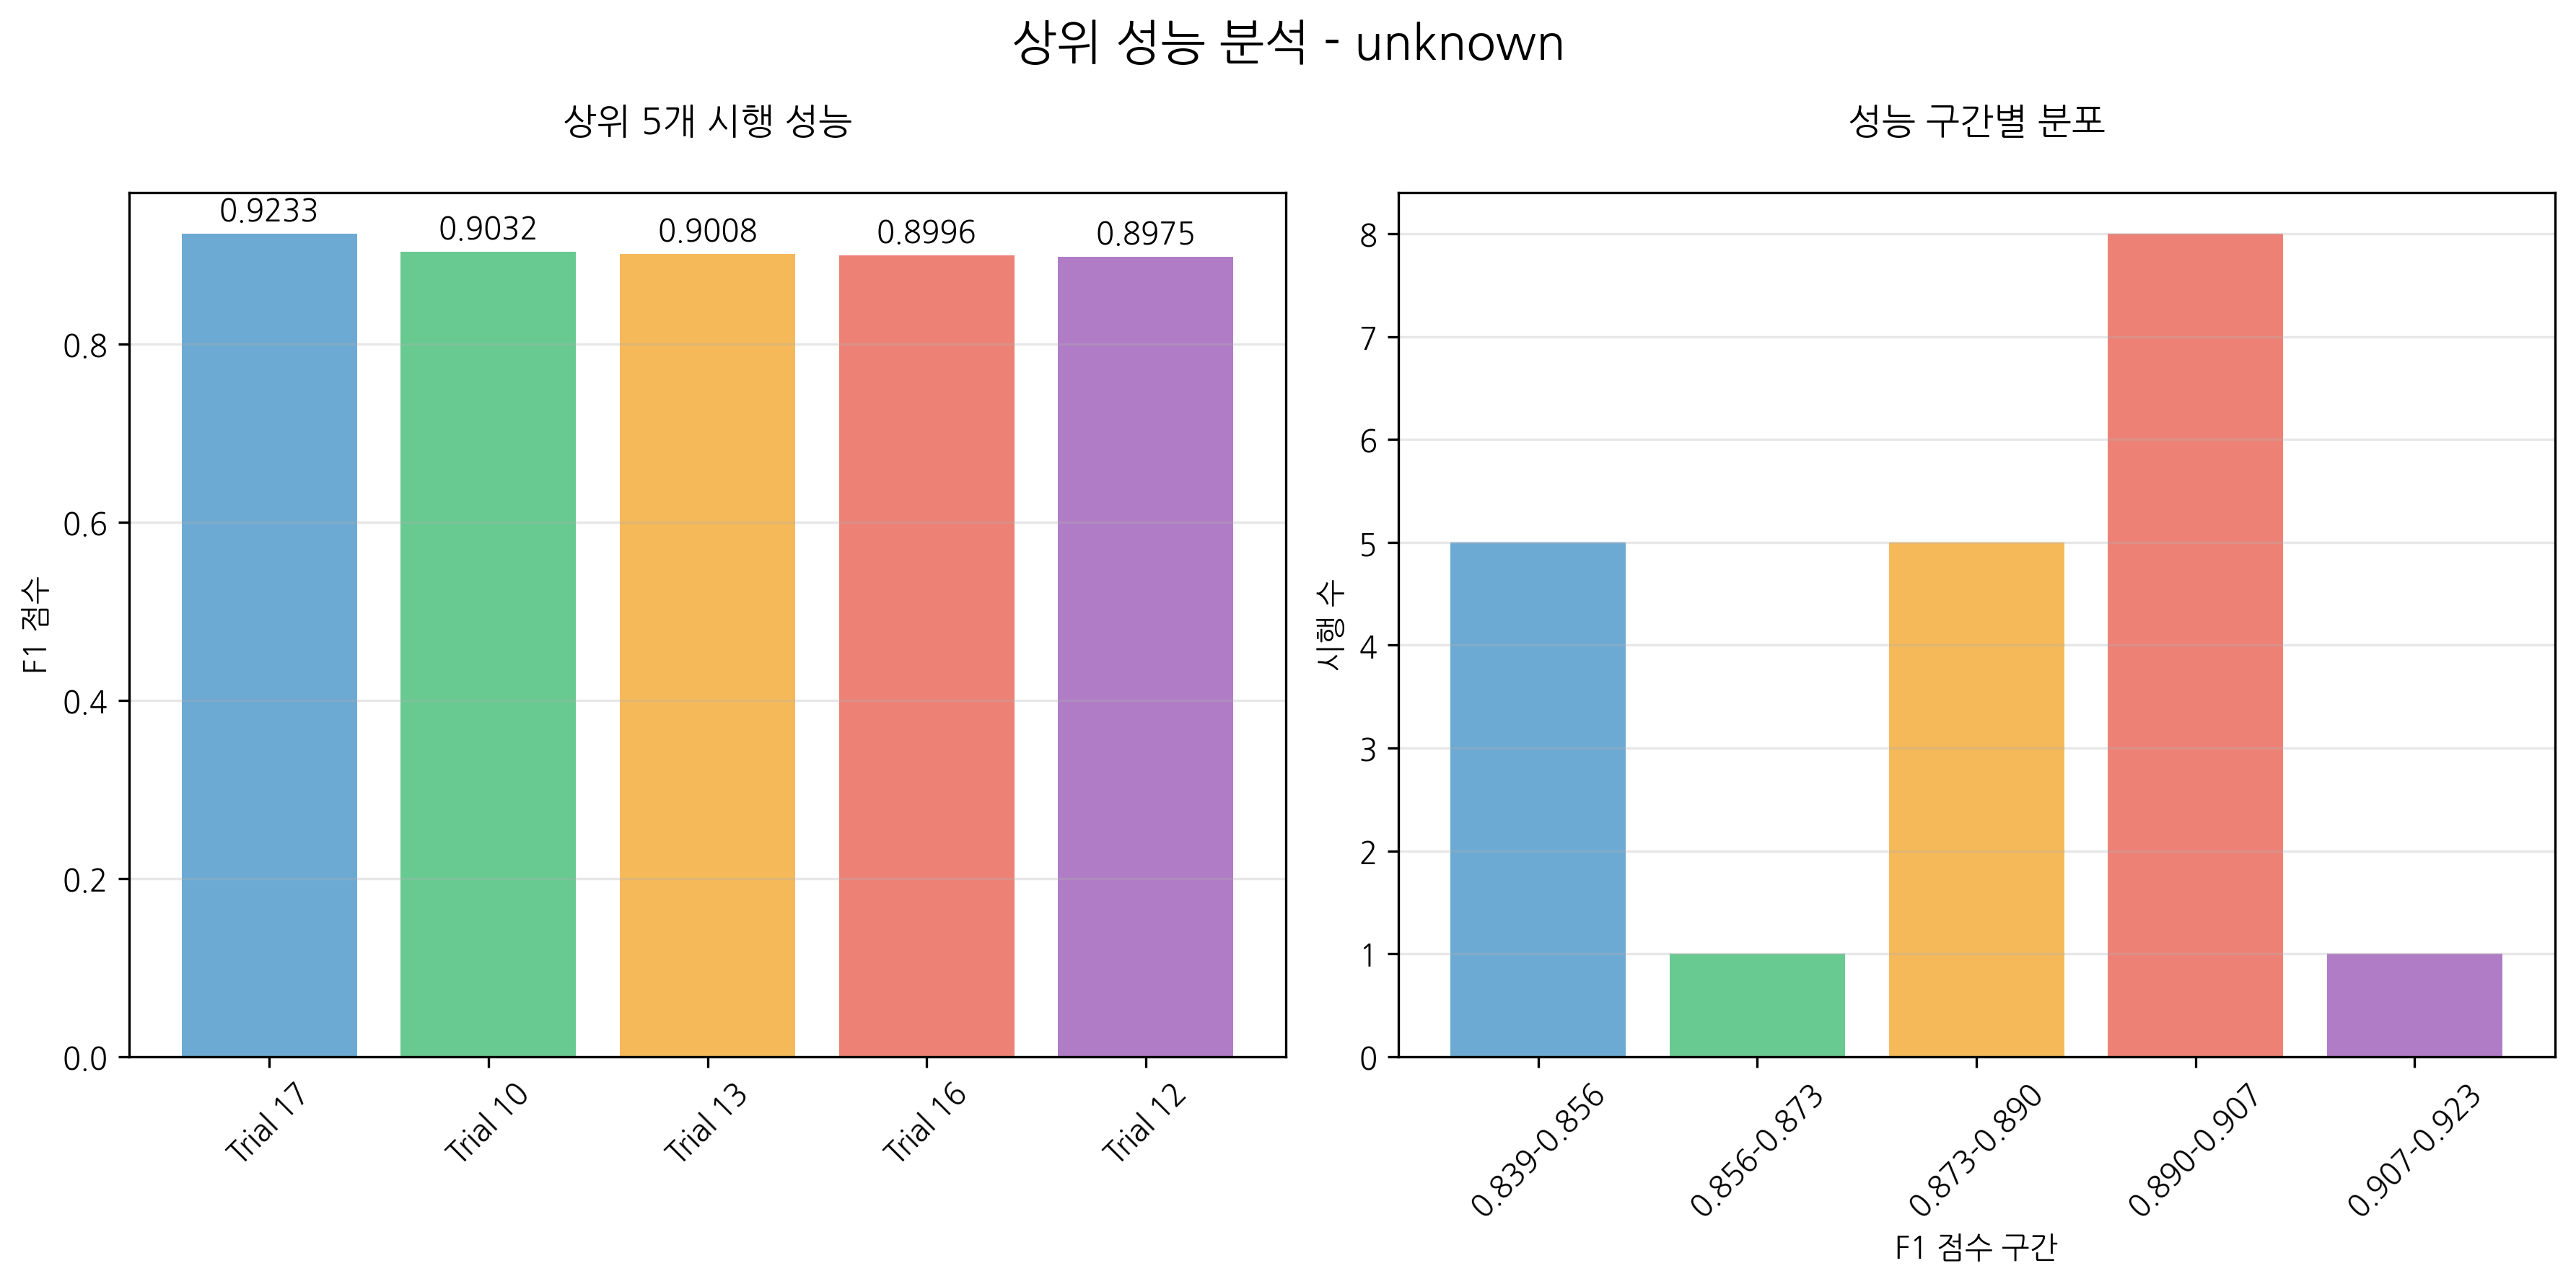 상위 성능 분석 - unknown
상위 5개 시행 성능
F1 점수
0.8
0.6
0.4
0.2
0.0
0.9233
0.9032
0.9008
0.8996
0.8975
Trial 17
Trial 10
Trial 13
Trial 16
Trial 12
성능 구간별 분포
시행 수
8
7
6
5
4
3
2
1
0
0.839-0.856
0.856-0.873
0.873-0.890
0.890-0.907
0.907-0.923
F1 점수 구간